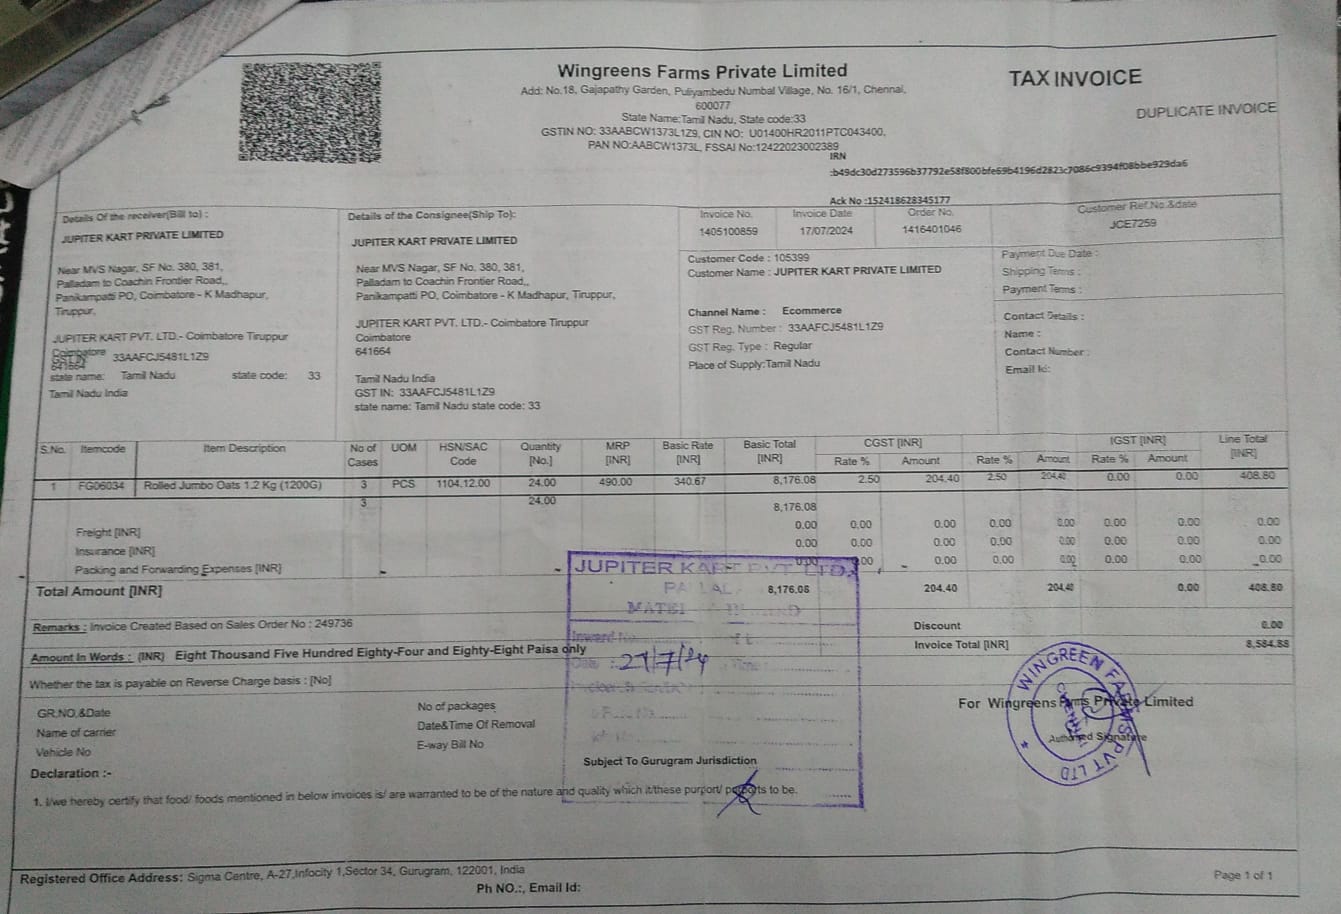 Wingreens Farms Private Limited
TAX INVOICE
Add: No.18, Gajapathy Garden, Puliyambedu Numbal Village, No. 16/1, Chennai,
600077
DUPLICATE INVOICE
State Name:Tamil Nadu, State code:33
GSTIN NO: 33AABCW1373L1Z9, CIN NO: U01400HR2011PTC043400,
PAN NO:AABCW1373L, FSSAI No:12422023002389
IRN
:b49dc30d273596b37792e58f800bfe69b4196d2823c7086c9394f08bbe929da6
Ack No :152418628345177
Details Of the receiver(Bill to) :
JUPITER KART PRIVATE LIMITED
Near MVS Nagar, SF No. 380, 381,
Palladam to Coachin Frontier Road,,
Panikampatti PO, Coimbatore - K Madhapur,
Tiruppur,
JUPITER KART PVT. LTD.- Coimbatore Tiruppur
Coimbatore
GST IN 33AAFCJ5481L1Z9
641664
state name: Tamil Nadu state code: 33
Tamil Nadu India
Details of the Consignee(Ship To):
JUPITER KART PRIVATE LIMITED
Near MVS Nagar, SF No. 380, 381,
Palladam to Coachin Frontier Road,,
Panikampatti PO, Coimbatore - K Madhapur, Tiruppur,
JUPITER KART PVT. LTD.- Coimbatore Tiruppur
Coimbatore
641664
Tamil Nadu India
GST IN: 33AAFCJ5481L1Z9
state name: Tamil Nadu state code: 33
Invoice No. Invoice Date Order No. Customer Ref.No &date
1405100859 17/07/2024 1416401046 JCE7259
Customer Code : 105399
Customer Name : JUPITER KART PRIVATE LIMITED
Channel Name : Ecommerce
GST Reg. Number : 33AAFCJ5481L1Z9
GST Reg. Type : Regular
Place of Supply:Tamil Nadu
Payment Due Date :
Shipping Terms :
Payment Terms :
Contact Details :
Name :
Contact Number :
Email Id:
S.No. Itemcode Item Description No of Cases UOM HSN/SAC Code Quantity [No.] MRP [INR] Basic Rate [INR] Basic Total [INR] CGST [INR] IGST [INR] Line Total [INR]
Rate % Amount Rate % Amount Rate % Amount
1 FG06034 Rolled Jumbo Oats 1.2 Kg (1200G) 3 PCS 1104.12.00 24.00 490.00 340.67 8,176.08 2.50 204.40 2.50 204.40 0.00 0.00 408.80
3 24.00 8,176.08
Freight [INR] 0.00 0.00 0.00 0.00 0.00 0.00 0.00 0.00
Insurance [INR] 0.00 0.00 0.00 0.00 0.00 0.00 0.00 0.00
Packing and Forwarding Expenses [INR] 0.00 0.00 0.00 0.00 0.00 0.00 0.00 0.00
Total Amount [INR] 8,176.08 204.40 204.40 0.00 408.80
Remarks : Invoice Created Based on Sales Order No : 249736
Discount 0.00
Amount In Words : (INR) Eight Thousand Five Hundred Eighty-Four and Eighty-Eight Paisa only
Invoice Total [INR] 8,584.88
Whether the tax is payable on Reverse Charge basis : [No]
JUPITER KART PVT LTD.
27/7/24
GR.NO.&Date
Name of carrier
Vehicle No
No of packages
Date&Time Of Removal
E-way Bill No
For Wingreens Farms Private Limited
Authorised Signature
WINGREEN FARMS PVT LTD
CHENNAI
Subject To Gurugram Jurisdiction
Declaration :-
1. I/we hereby certify that food/ foods mentioned in below invoices is/ are warranted to be of the nature and quality which it/these purport/ purports to be.
Registered Office Address: Sigma Centre, A-27,Infocity 1,Sector 34, Gurugram, 122001, India
Ph NO.:, Email Id:
Page 1 of 1